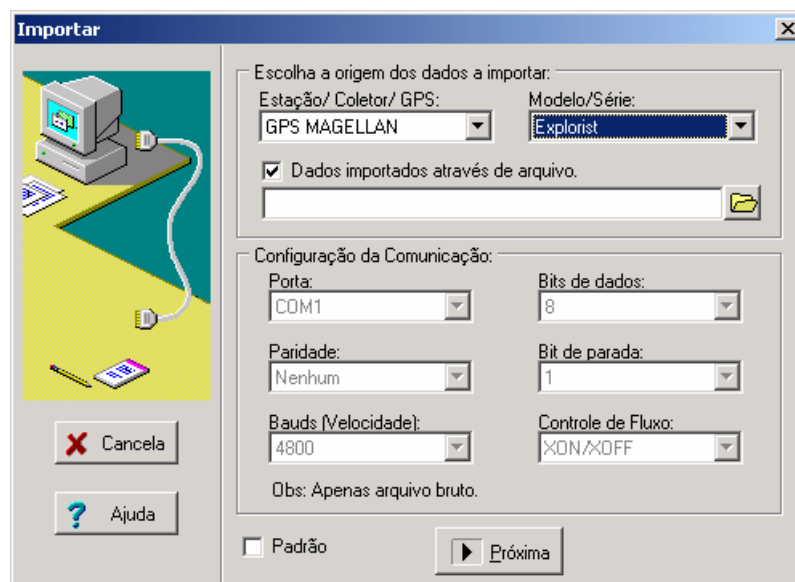 Importar
Escolha a origem dos dados a importar:
Estação/ Coletor/ GPS: Modelo/Série:
GPS MAGELLAN Explorist
Dados importados através de arquivo.
Configuração da Comunicação:
Porta: Bits de dados:
COM1 8
Paridade: Bit de parada:
Nenhum 1
Bauds (Velocidade): Controle de Fluxo:
4800 XON/XOFF
Obs: Apenas arquivo bruto.
Cancela
Ajuda
Padrão Próxima